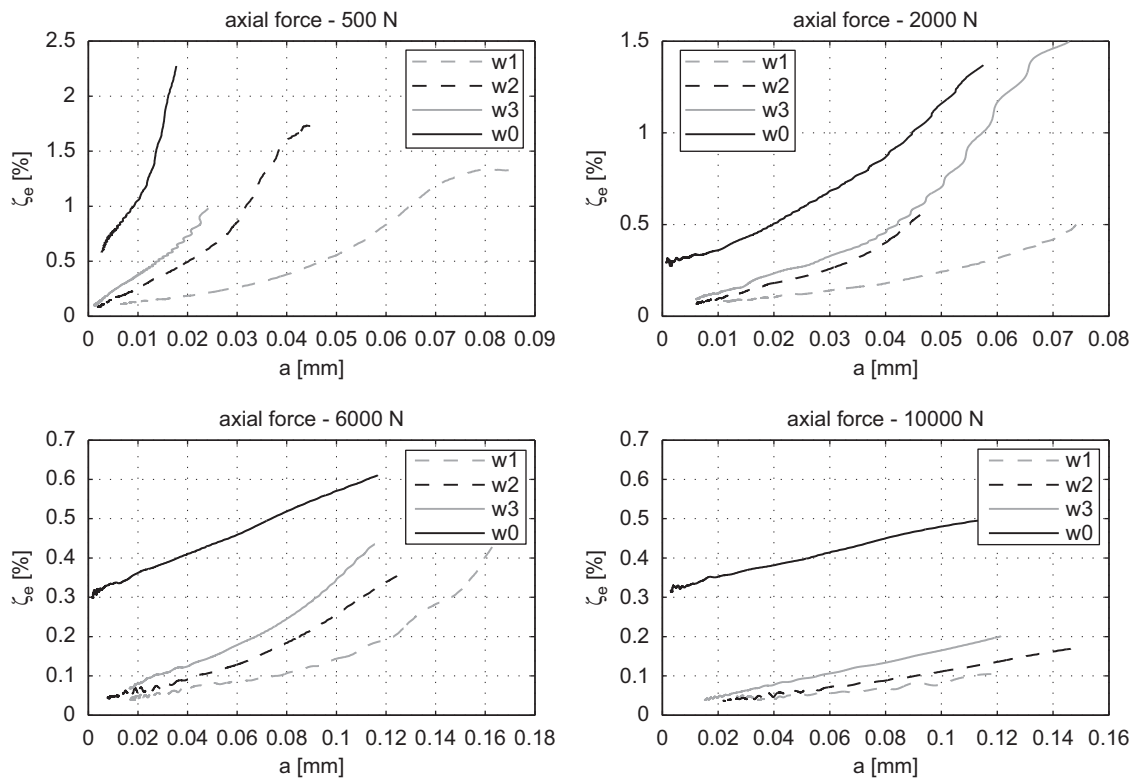 axial force - 500 N
2.5
2
1.5
1
0.5
0
ζe [%]
0 0.01 0.02 0.03 0.04 0.05 0.06 0.07 0.08 0.09
a [mm]
w1
w2
w3
w0
axial force - 2000 N
1.5
1
0.5
0
ζe [%]
0 0.01 0.02 0.03 0.04 0.05 0.06 0.07 0.08
a [mm]
w1
w2
w3
w0
axial force - 6000 N
0.7
0.6
0.5
0.4
0.3
0.2
0.1
0
ζe [%]
0 0.02 0.04 0.06 0.08 0.1 0.12 0.14 0.16 0.18
a [mm]
w1
w2
w3
w0
axial force - 10000 N
0.7
0.6
0.5
0.4
0.3
0.2
0.1
0
ζe [%]
0 0.02 0.04 0.06 0.08 0.1 0.12 0.14 0.16
a [mm]
w1
w2
w3
w0